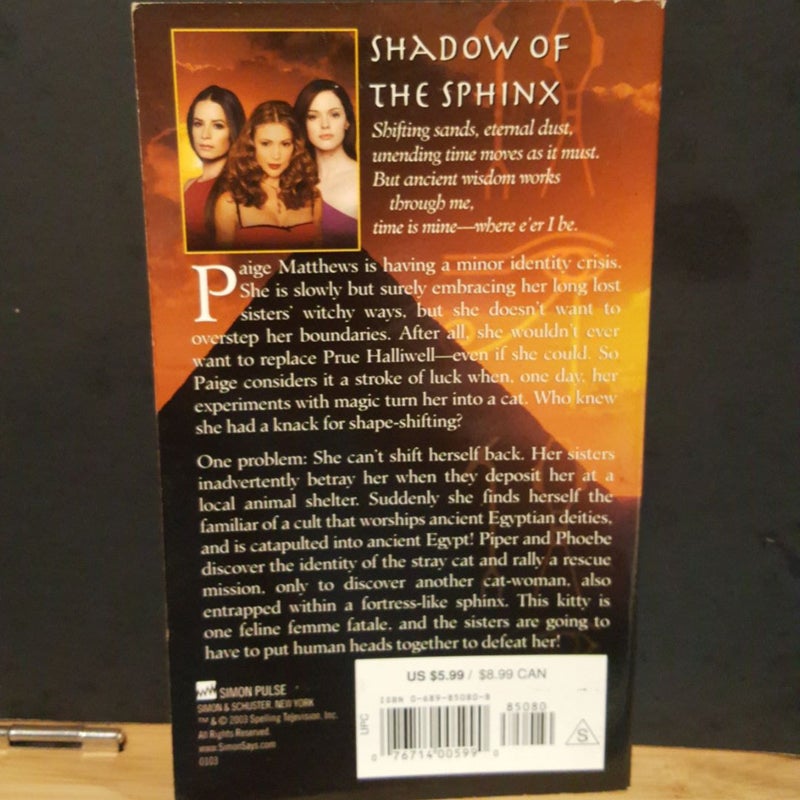 SHADOW OF
THE SPHINX
Shifting sands, eternal dust,
unending time moves as it must.
But ancient wisdom works
through me,
time is mine—where e'er I be.
Paige Matthews is having a minor identity crisis.
She is slowly but surely embracing her long lost
sisters' witchy ways, but she doesn't want to
overstep her boundaries. After all, she wouldn't ever
want to replace Prue Halliwell—even if she could. So
Paige considers it a stroke of luck when, one day, her
experiments with magic turn her into a cat. Who knew
she had a knack for shape-shifting?
One problem: She can't shift herself back. Her sisters
inadvertently betray her when they deposit her at a
local animal shelter. Suddenly she finds herself the
familiar of a cult that worships ancient Egyptian deities,
and is catapulted into ancient Egypt! Piper and Phoebe
discover the identity of the stray cat and rally a rescue
mission, only to discover another cat-woman, also
entrapped within a fortress-like sphinx. This kitty is
one feline femme fatale, and the sisters are going to
have to put human heads together to defeat her!
SIMON PULSE
SIMON & SCHUSTER, NEW YORK
™ & © 2003 Spelling Television, Inc.
All Rights Reserved.
www.SimonSays.com
0103
US $5.99 / $8.99 CAN
ISBN 0-689-85080-8
85080
UPC
S
0 76714 00599 0